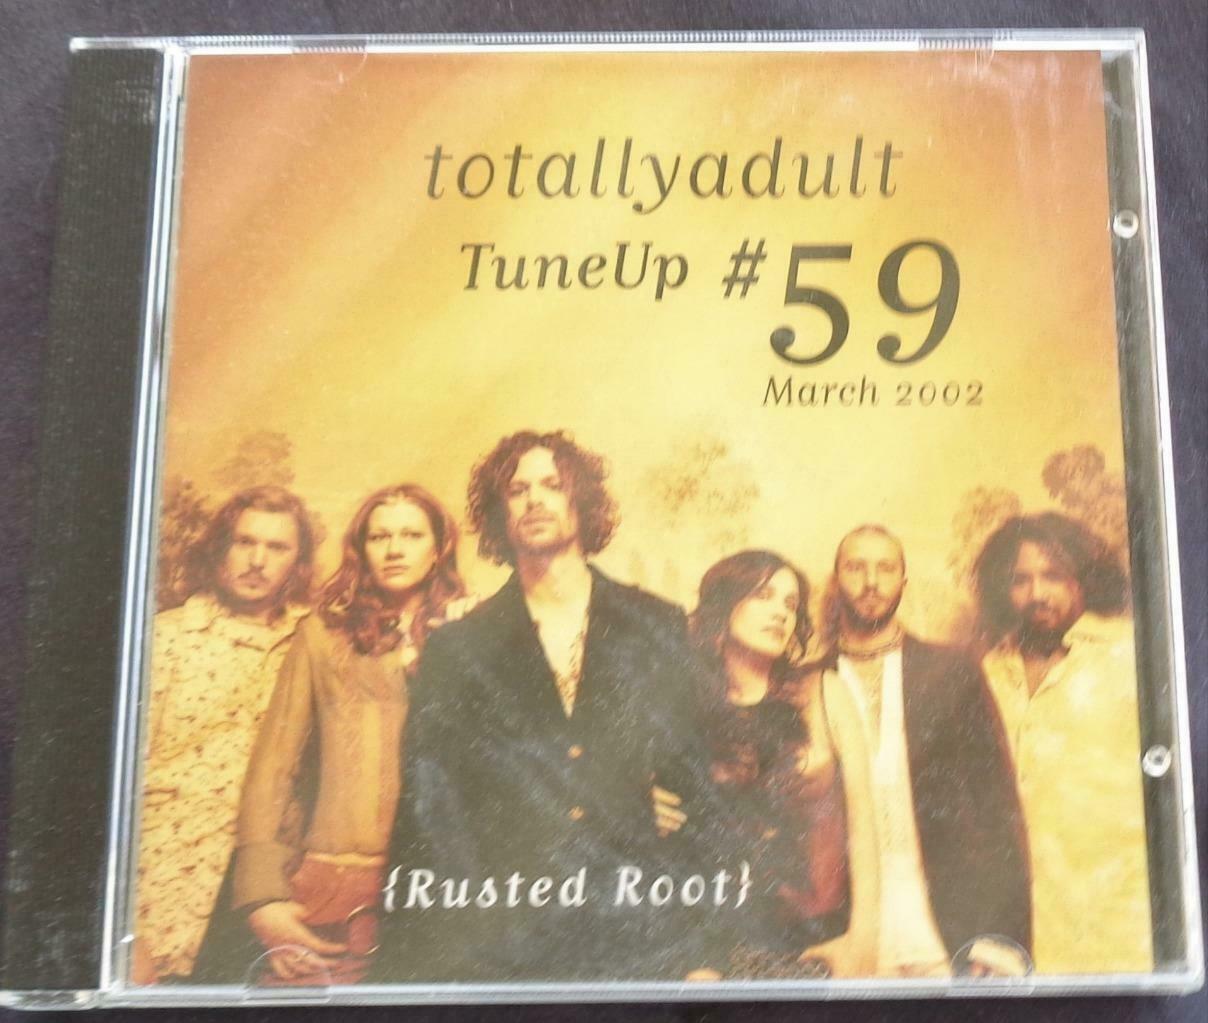 totallyadult
TuneUp #59
March 2002
{Rusted Root}